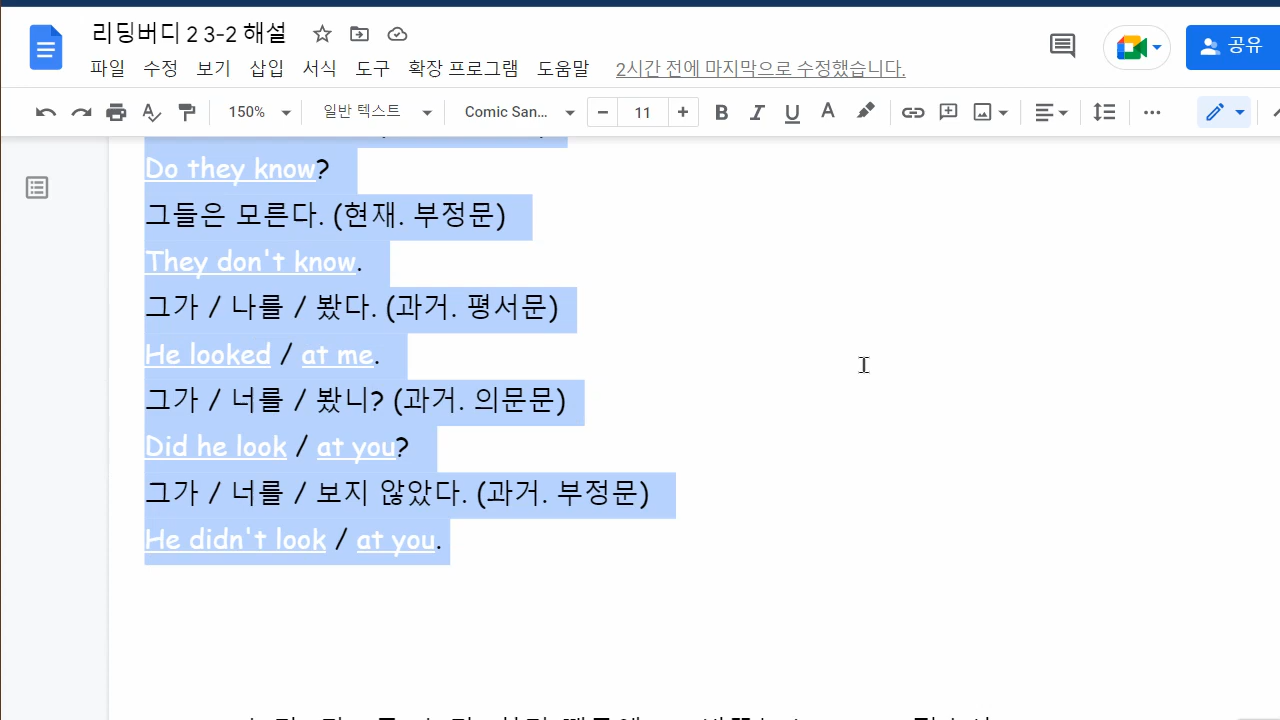 리딩버디 2 3-2 해설
공유
파일 수정 보기 삽입 서식 도구 확장 프로그램 도움말 2시간 전에 마지막으로 수정했습니다.
150% 일반 텍스트 Comic San... 11 B I U A
Do they know?
그들은 모른다. (현재. 부정문)
They don't know.
그가 / 나를 / 봤다. (과거. 평서문)
He looked / at me.
그가 / 너를 / 봤니? (과거. 의문문)
Did he look / at you?
그가 / 너를 / 보지 않았다. (과거. 부정문)
He didn't look / at you.